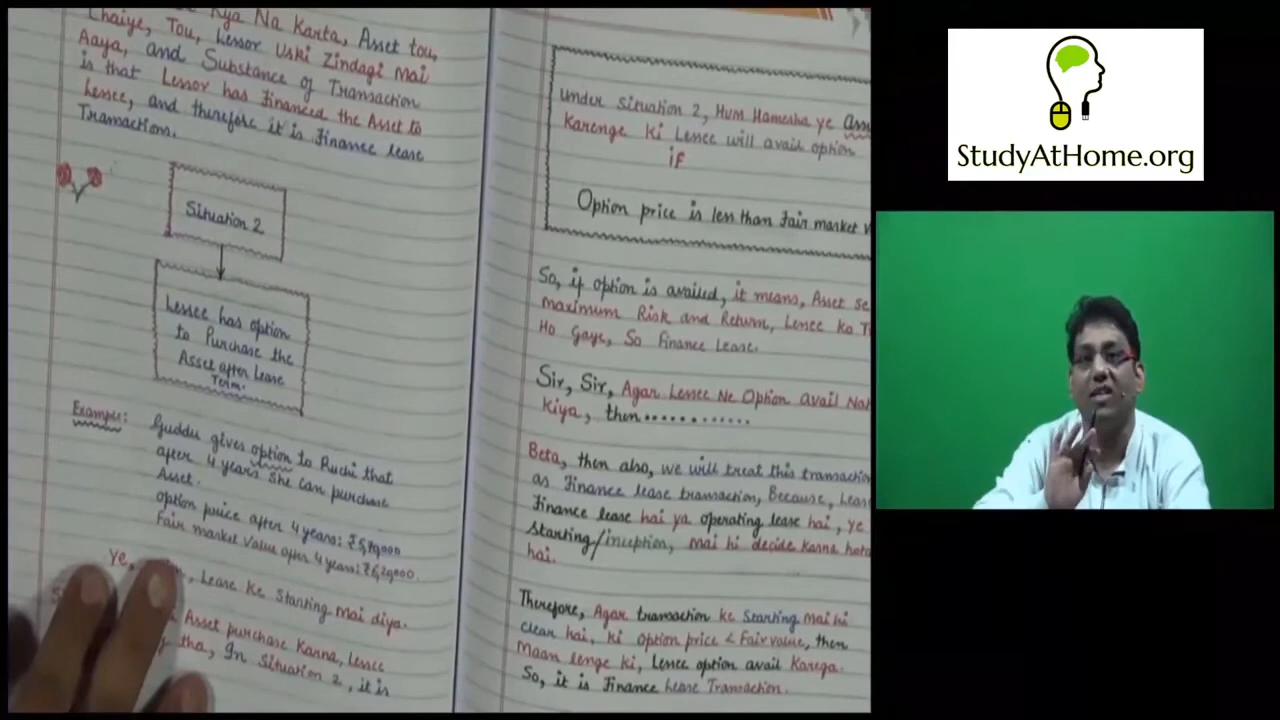 Kya Na Karta, Asset tou,
Chaiye, Tou, Lessor Uski Zindagi Mai
Aaya, and Substance of Transaction
is that Lessor has Financed the Asset to
Lessee, and therefore it is Finance lease
Transaction.
Situation 2
Lessee has option
to Purchase the
Asset after Lease
Term.
Example: Guddu gives option to Ruchi that
after 4 years she can purchase
Asset.
option price after 4 years: ₹5,
Fair market Value after 4 years: ₹6,
ye, Lease Ke Starting Mai diya.
Asset purchase Karna, Lessee
tha, In Situation 2, it is
under situation 2, Hum Hamesha ye
Karenge ki Lessee will avail option
if
Option price is less than Fair market
So, if option is availed, it means, Asset se
maximum Risk and Return, Lessee Ko
Ho Gaye, So Finance Lease.
Sir, Sir, Agar Lessee Ne Option Avail
Kiya, then............
Beta, then also, we will treat this transaction
as Finance lease transaction, Because,
Finance lease hai ya operating lease hai, ye
Starting/inception, mai hi decide Karna
hai.
Therefore, Agar transaction ke Starting mai hi
clear hai, ki option price < Fair value, then
Maan lenge ki, Lessee option avail Karega.
So, it is Finance Lease Transaction.
StudyAtHome.org